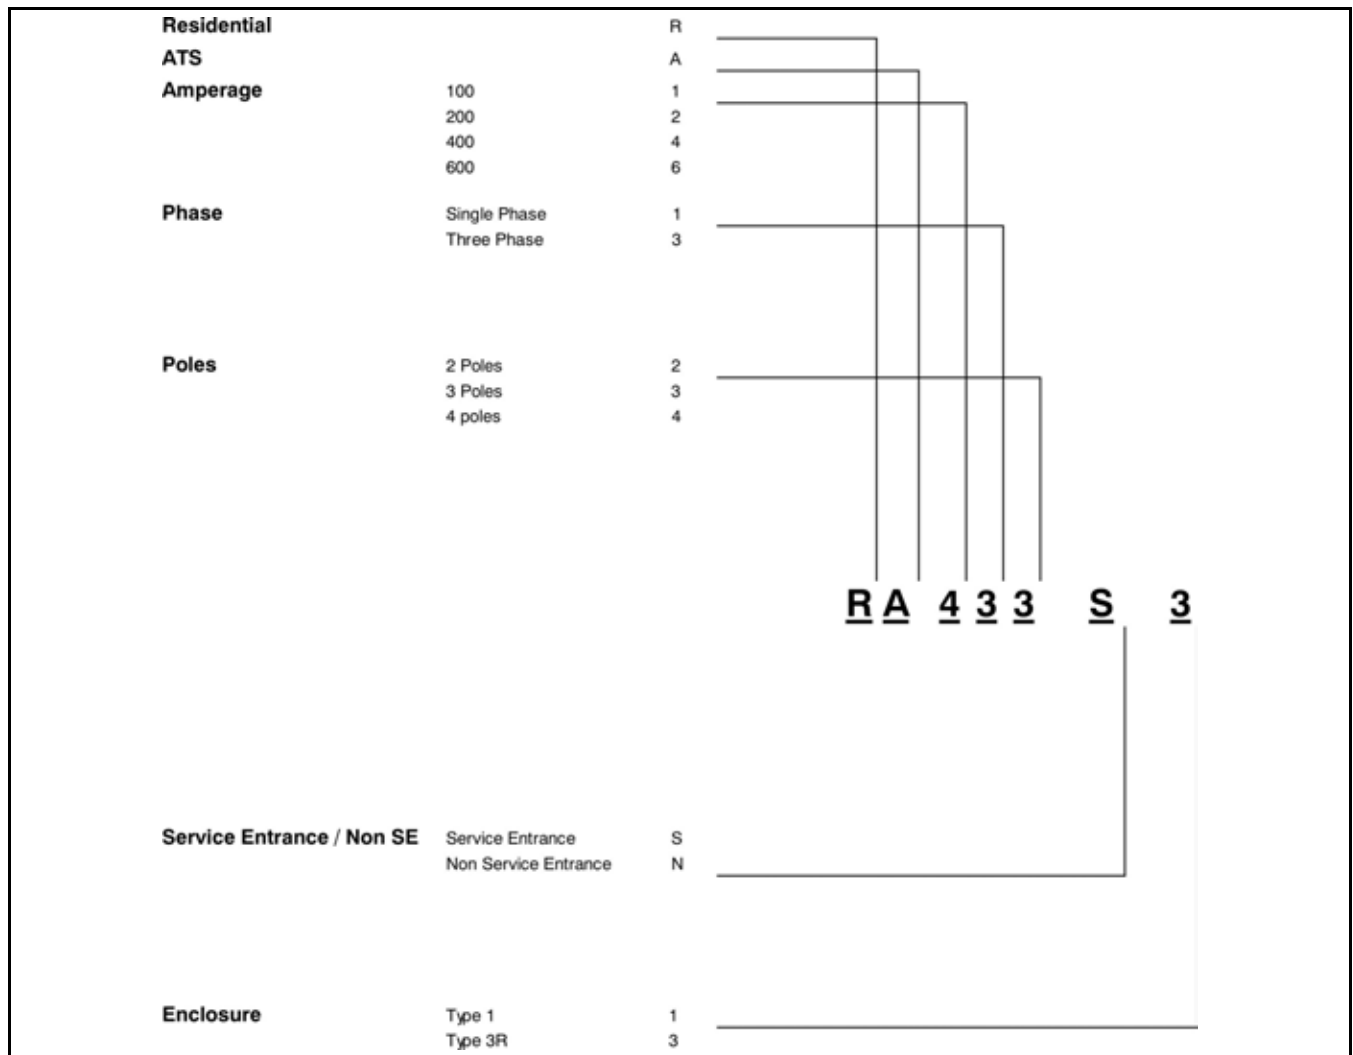 Residential R
ATS A
Amperage 100 1
200 2
400 4
600 6
Phase Single Phase 1
Three Phase 3
Poles 2 Poles 2
3 Poles 3
4 poles 4
R A 4 3 3 S 3
Service Entrance / Non SE Service Entrance S
Non Service Entrance N
Enclosure Type 1 1
Type 3R 3